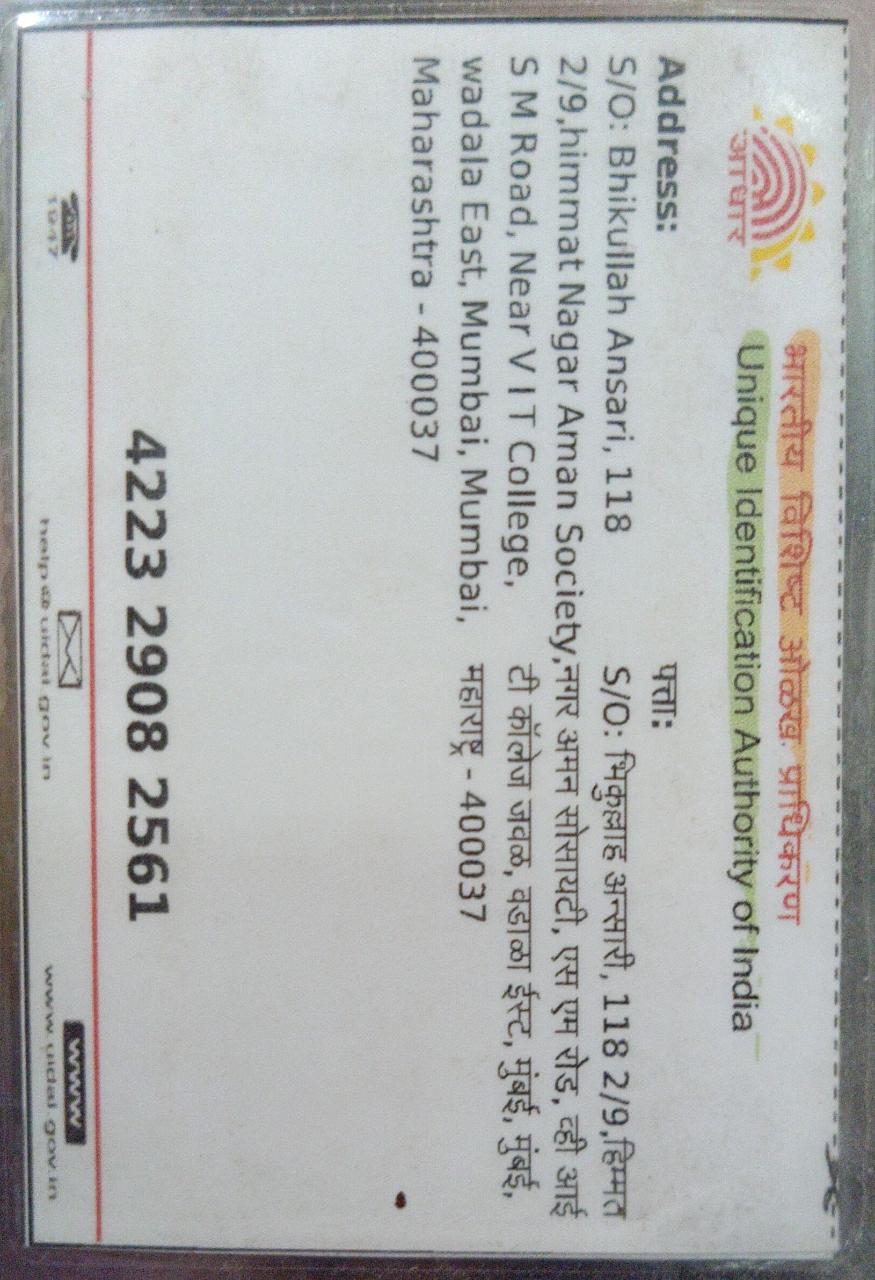 आधार
भारतीय विशिष्ट ओळख प्राधिकरण
Unique Identification Authority of India
Address:
S/O: Bhikullah Ansari, 118
2/9,himmat Nagar Aman Society,
S M Road, Near V I T College,
wadala East, Mumbai, Mumbai,
Maharashtra - 400037
पत्ता:
S/O: भिकुल्लाह अन्सारी, 118 2/9,हिम्मत
नगर अमन सोसायटी, एस एम रोड, व्ही आई
टी कॉलेज जवळ, वडाळा ईस्ट, मुंबई, मुंबई,
महाराष्ट्र - 400037
4223 2908 2561
1947
help@uidai.gov.in
www
www.uidai.gov.in